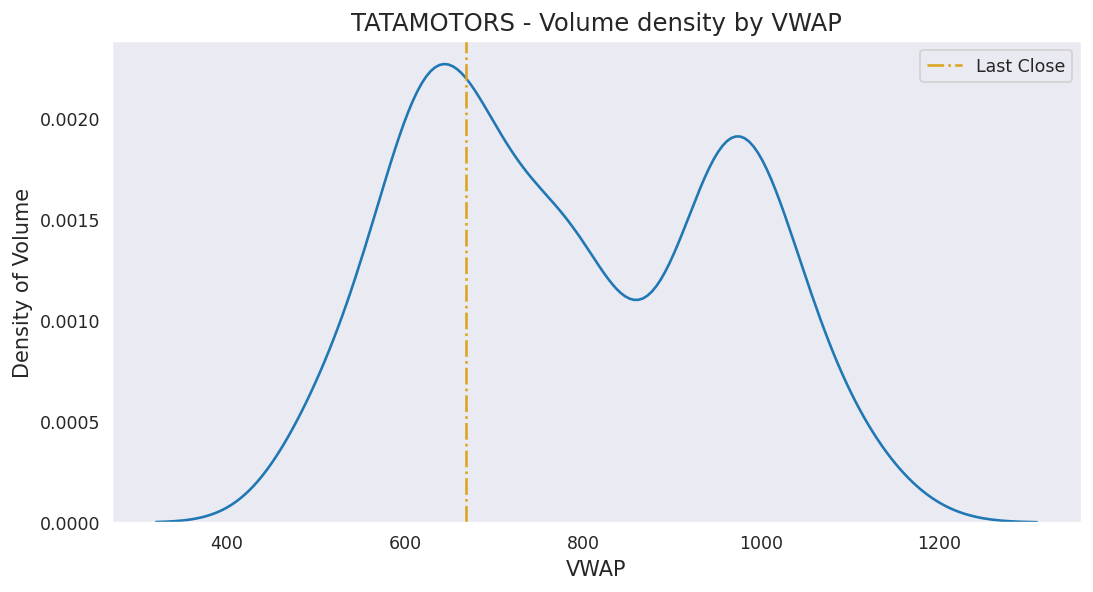 TATAMOTORS - Volume density by VWAP
Last Close
Density of Volume
0.0020
0.0015
0.0010
0.0005
0.0000
400 600 800 1000 1200
VWAP